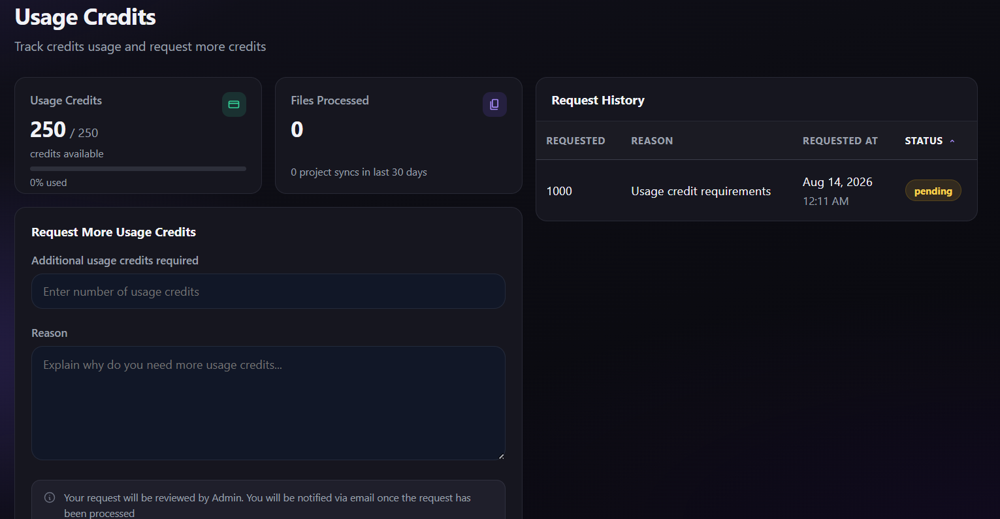 Usage Credits
Track credits usage and request more credits
Usage Credits
250 / 250
credits available
0% used
Files Processed
0
0 project syncs in last 30 days
Request More Usage Credits
Additional usage credits required
Enter number of usage credits
Reason
Explain why do you need more usage credits...
Your request will be reviewed by Admin. You will be notified via email once the request has
been processed
Request History
REQUESTED REASON REQUESTED AT STATUS
1000 Usage credit requirements Aug 14, 2026 pending
12:11 AM